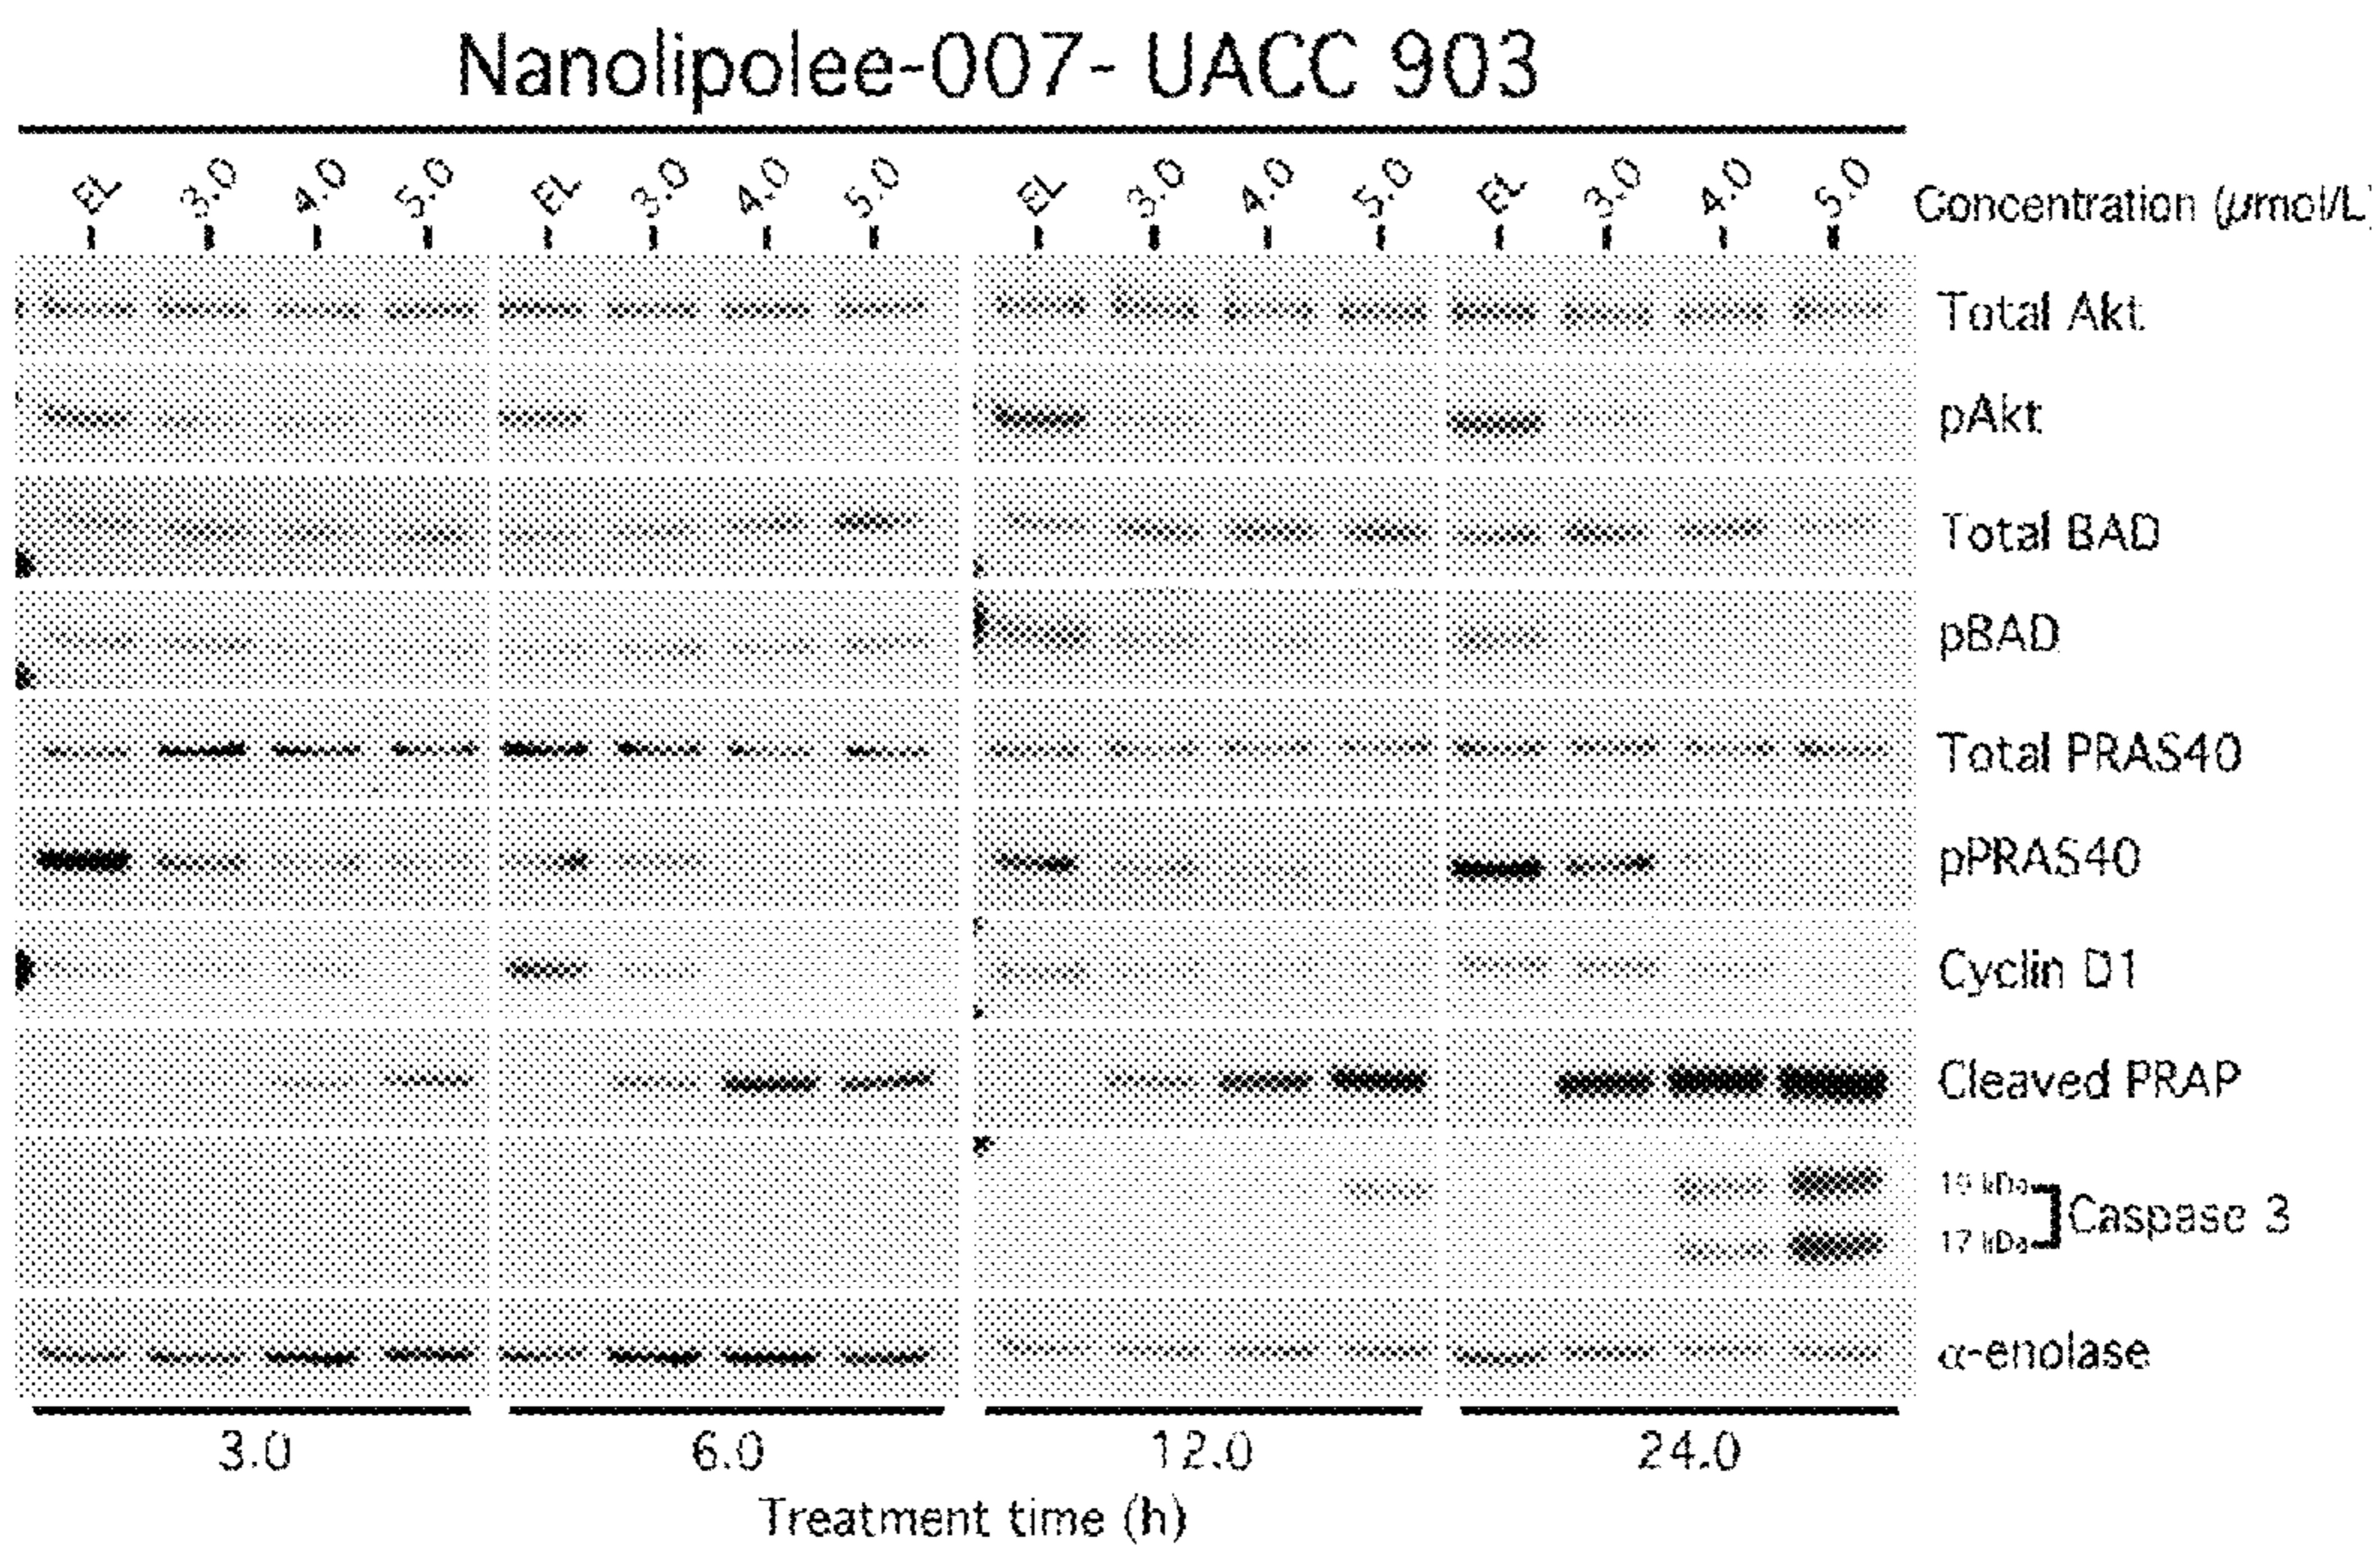 Nanolipolee-007- UACC 903
EL 3.0 4.0 5.0 EL 3.0 4.0 5.0 EL 3.0 4.0 5.0 EL 3.0 4.0 5.0 Concentration (μmol/L
Total Akt
pAkt
Total BAD
pBAD
Total PRAS40
pPRAS40
Cyclin D1
Cleaved PRAP
19 kDa
Caspase 3
17 kDa
α-enolase
3.0 6.0 12.0 24.0
Treatment time (h)